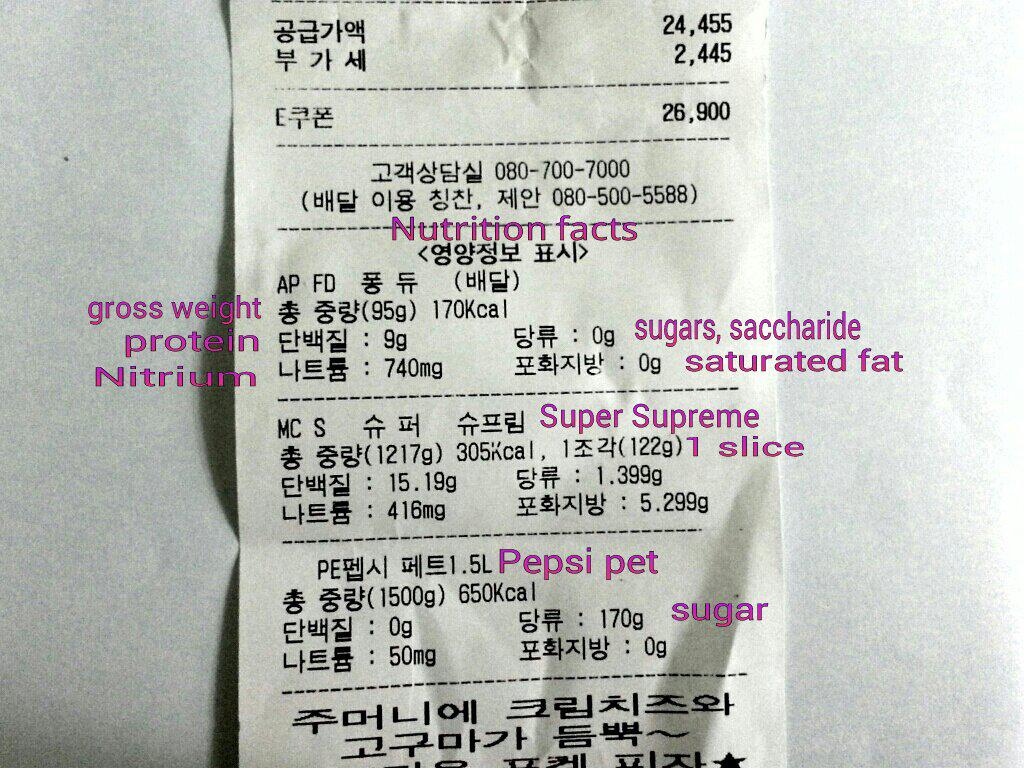 공급가액 24,455
부 가 세 2,445
E쿠폰 26,900
고객상담실 080-700-7000
(배달 이용 칭찬, 제안 080-500-5588)
Nutrition facts
<영양정보 표시>
AP FD 퐁 듀 (배달)
gross weight 총 중량(95g) 170Kcal
protein 단백질 : 9g 당류 : 0g sugars, saccharide
Nitrium 나트륨 : 740mg 포화지방 : 0g saturated fat
MC S 슈 퍼 슈프림 Super Supreme
총 중량(1217g) 305Kcal, 1조각(122g) 1 slice
단백질 : 15.19g 당류 : 1.399g
나트륨 : 416mg 포화지방 : 5.299g
PE펩시 페트1.5L Pepsi pet
총 중량(1500g) 650Kcal
단백질 : 0g 당류 : 170g sugar
나트륨 : 50mg 포화지방 : 0g
주머니에 크림치즈와
고구마가 듬뿍~